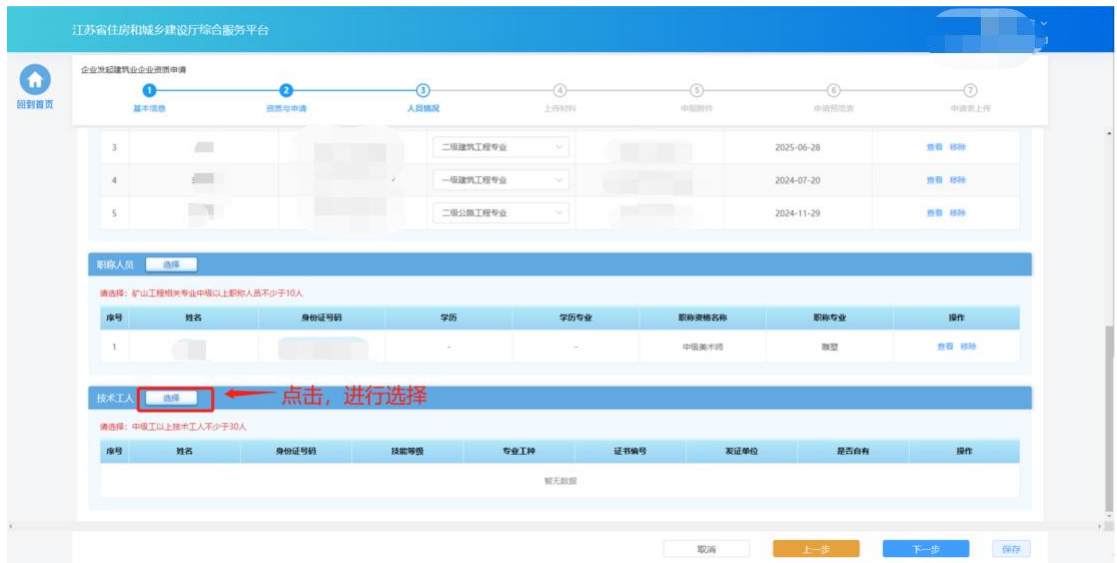 江苏省住房和城乡建设厅综合服务平台
回到首页
企业发起建筑业企业资质申请
1 2 3 4 5 6 7
基本信息 资质与申请 人员情况 上传材料 申报附件 申请预览表 申请表上传
3 二级建筑工程专业 2025-06-28 查看 移除
4 一级建筑工程专业 2024-07-20 查看 移除
5 二级公路工程专业 2024-11-29 查看 移除
职称人员 选择
请选择：矿山工程相关专业中级以上职称人员不少于10人
序号 姓名 身份证号码 学历 学历专业 职称资格名称 职称专业 操作
1 - - 中级美术师 雕塑 查看 移除
技术工人 选择 点击，进行选择
请选择：中级工以上技术工人不少于30人
序号 姓名 身份证号码 技能等级 专业工种 证书编号 发证单位 是否自有 操作
暂无数据
取消 上一步 下一步 保存